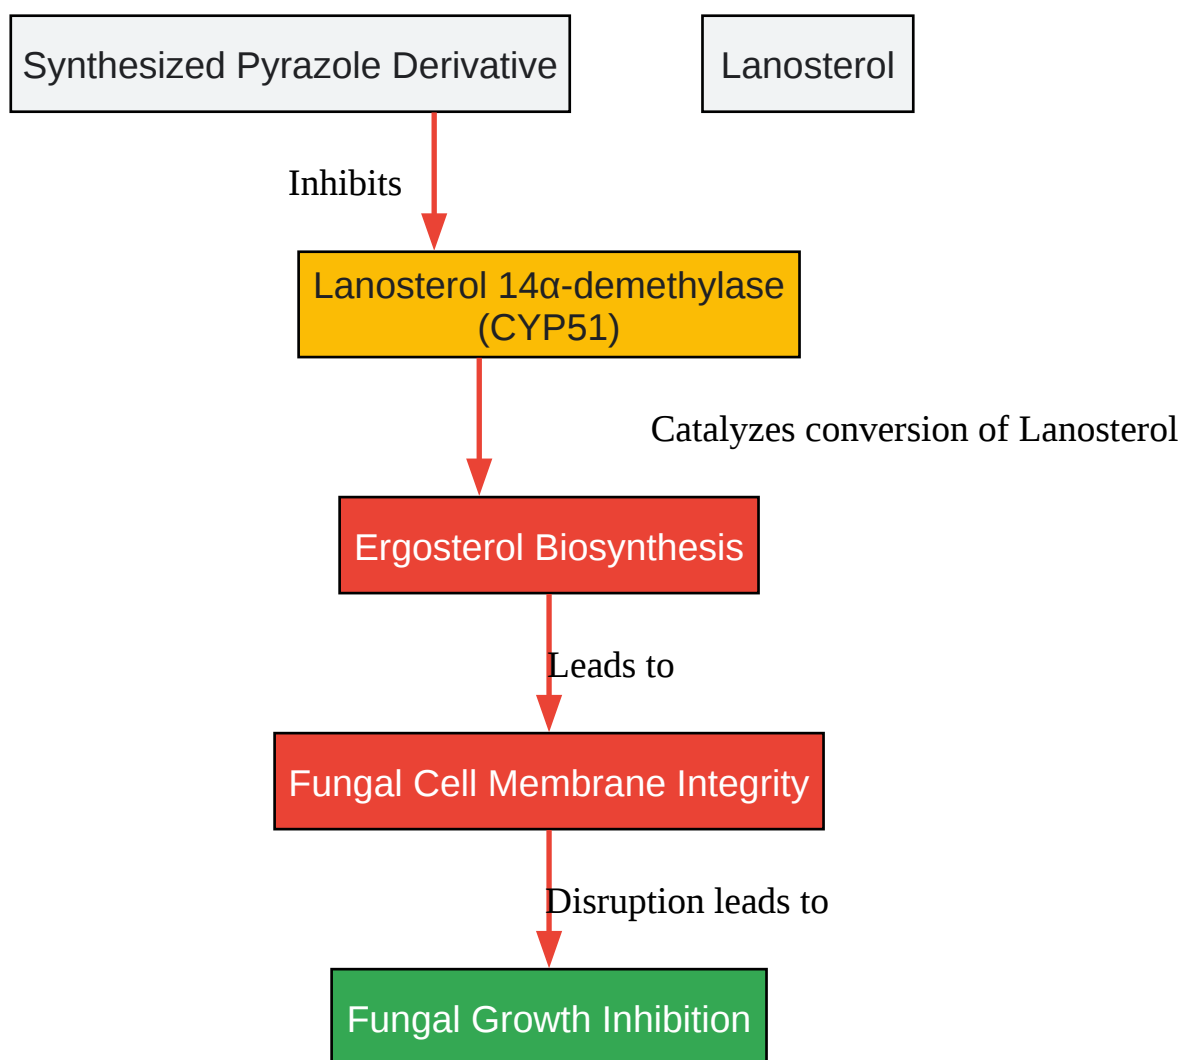 Synthesized Pyrazole Derivative
Lanosterol
Inhibits
Lanosterol 14α-demethylase
(CYP51)
Catalyzes conversion of Lanosterol
Ergosterol Biosynthesis
Leads to
Fungal Cell Membrane Integrity
Disruption leads to
Fungal Growth Inhibition